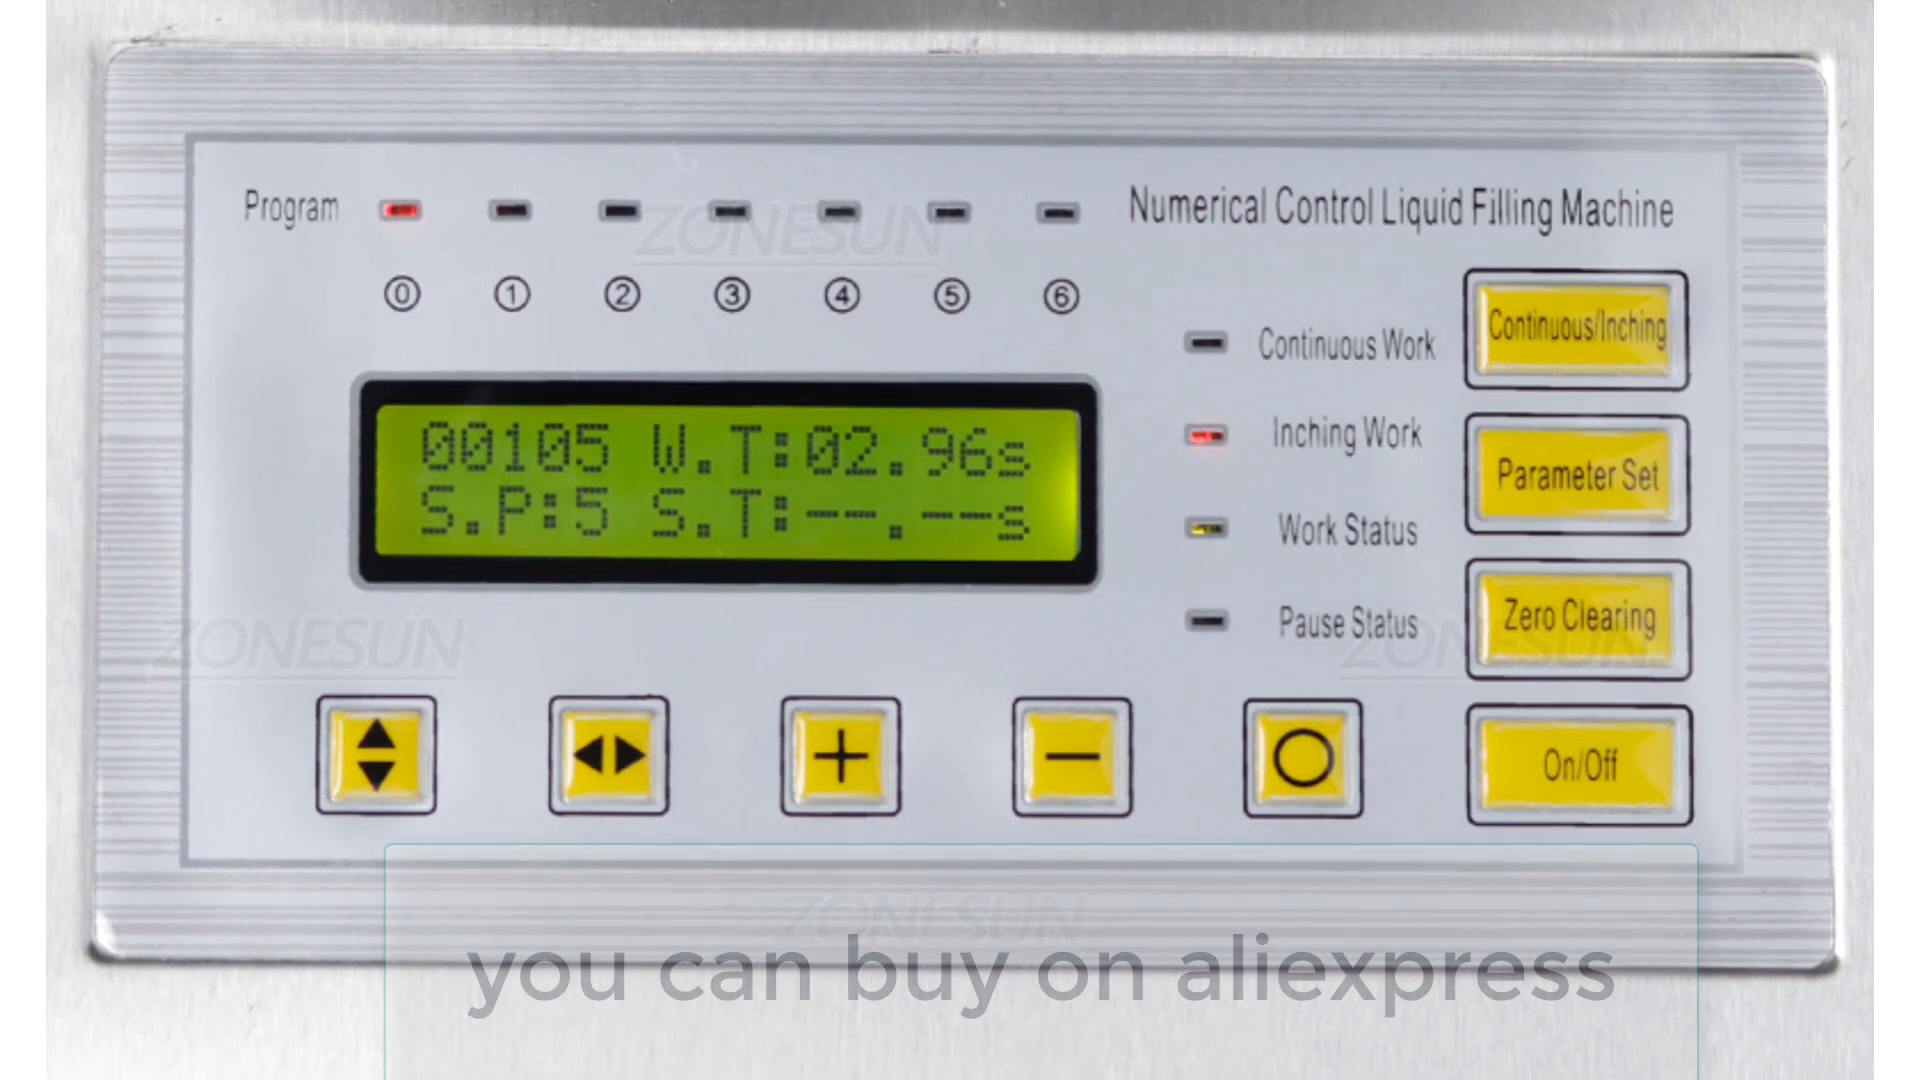 Program
Numerical Control Liquid Filling Machine
ZONESUN
0 1 2 3 4 5 6
Continuous/Inching
Continuous Work
00105 W.T:02.96s
Inching Work
Parameter Set
S.P:5 S.T:--.--s
Work Status
Zero Clearing
Pause Status
ZONESUN
ZONESUN
+
−
On/Off
ZONESUN
you can buy on aliexpress